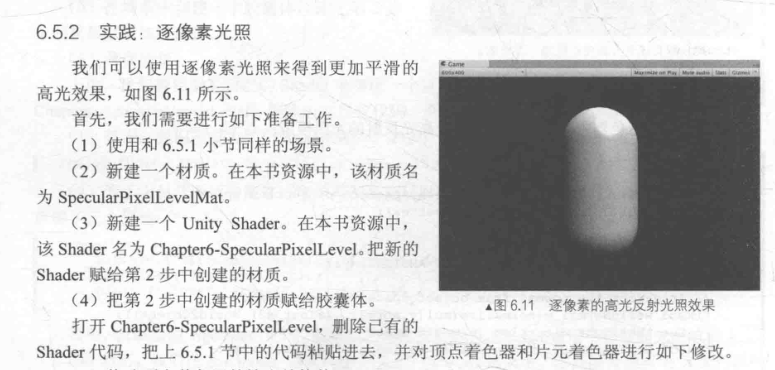 6.5.2 实践：逐像素光照
我们可以使用逐像素光照来得到更加平滑的
高光效果，如图 6.11 所示。
首先，我们需要进行如下准备工作。
（1）使用和 6.5.1 小节同样的场景。
（2）新建一个材质。在本书资源中，该材质名
为 SpecularPixelLevelMat。
（3）新建一个 Unity Shader。在本书资源中，
该 Shader 名为 Chapter6-SpecularPixelLevel。把新的
Shader 赋给第 2 步中创建的材质。
（4）把第 2 步中创建的材质赋给胶囊体。
Game
Maximize on Play Mute audio Stats Gizmos
▲图 6.11 逐像素的高光反射光照效果
打开 Chapter6-SpecularPixelLevel，删除已有的
Shader 代码，把上 6.5.1 节中的代码粘贴进去，并对顶点着色器和片元着色器进行如下修改。